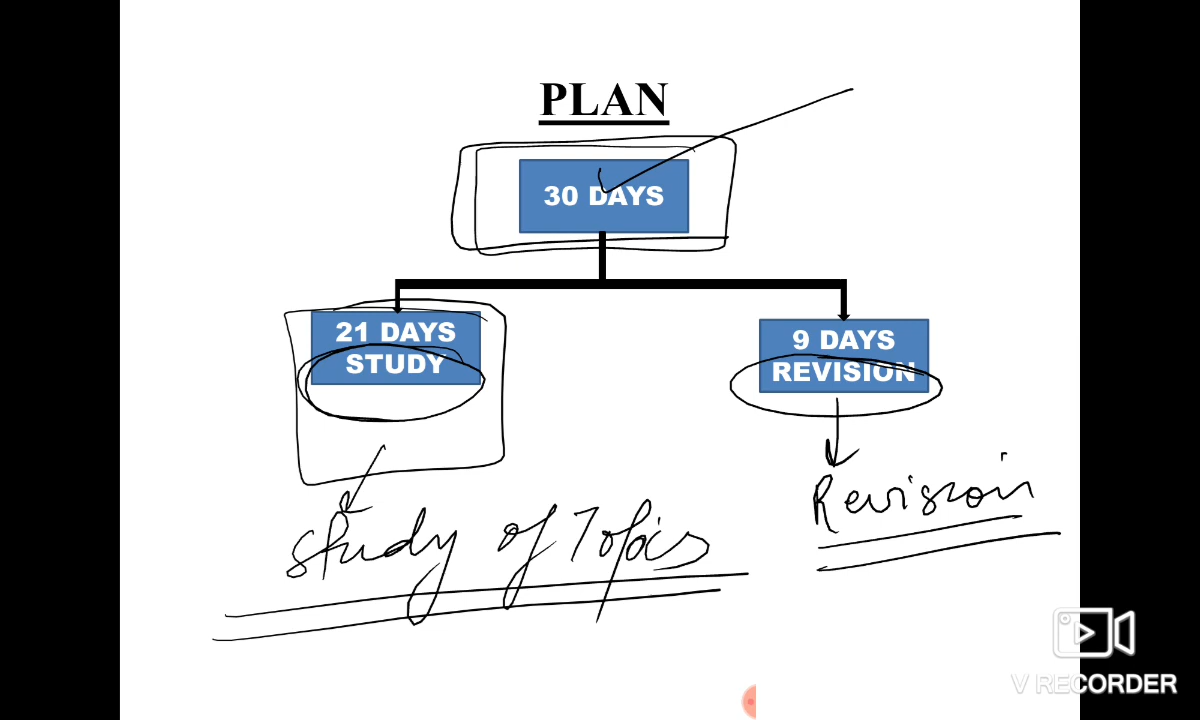 PLAN
30 DAYS
21 DAYS
STUDY
9 DAYS
REVISION
Study of Topics
Revision
V RECORDER